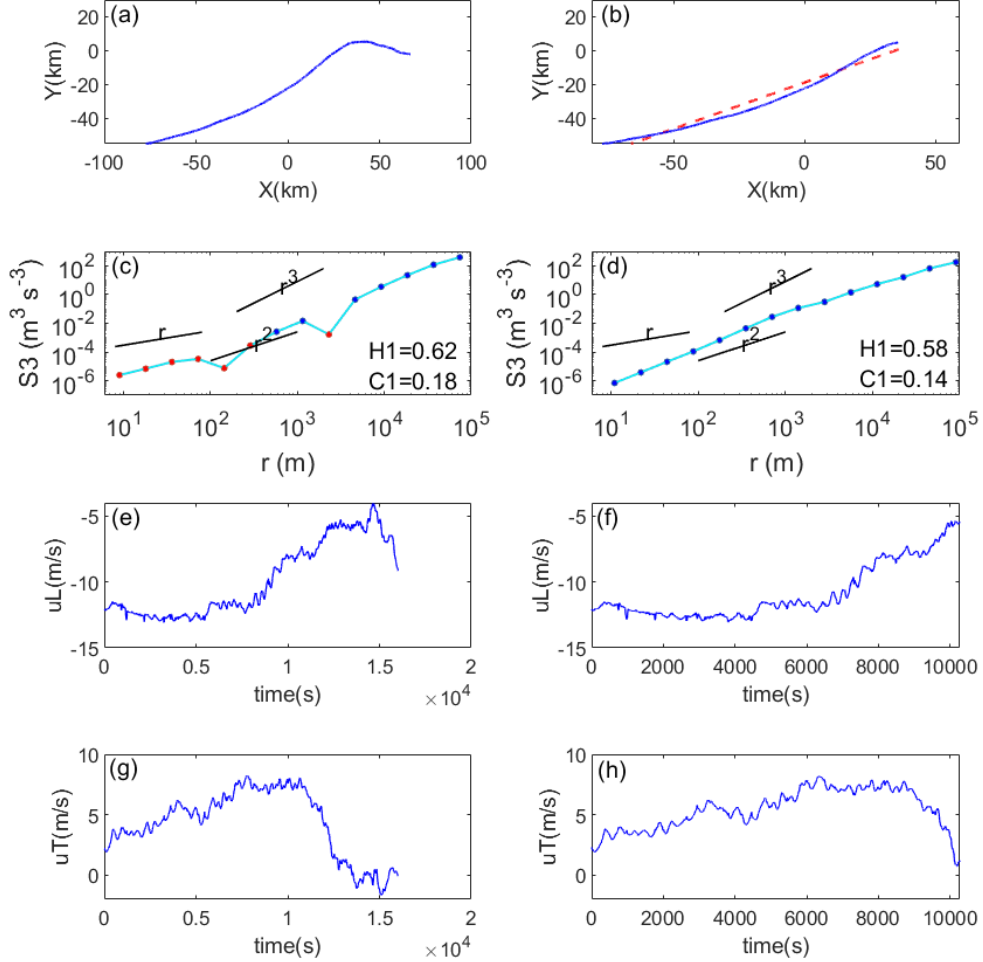 (a)
20
0
-20
-40
Y(km)
-100 -50 0 50 100
X(km)
(b)
20
0
-20
-40
Y(km)
-50 0 50
X(km)
(c)
10^2
10^0
10^-2
10^-4
10^-6
S3 (m^3 s^-3)
r^3
r
r^2
H1=0.62
C1=0.18
10^1 10^2 10^3 10^4 10^5
r (m)
(d)
10^2
10^0
10^-2
10^-4
10^-6
S3 (m^3 s^-3)
r^3
r
r^2
H1=0.58
C1=0.14
10^1 10^2 10^3 10^4 10^5
r (m)
(e)
-5
-10
-15
uL(m/s)
0 0.5 1 1.5 2
time(s)
× 10^4
(f)
-5
-10
-15
uL(m/s)
0 2000 4000 6000 8000 10000
time(s)
(g)
10
5
0
uT(m/s)
0 0.5 1 1.5 2
time(s)
× 10^4
(h)
10
5
0
uT(m/s)
0 2000 4000 6000 8000 10000
time(s)